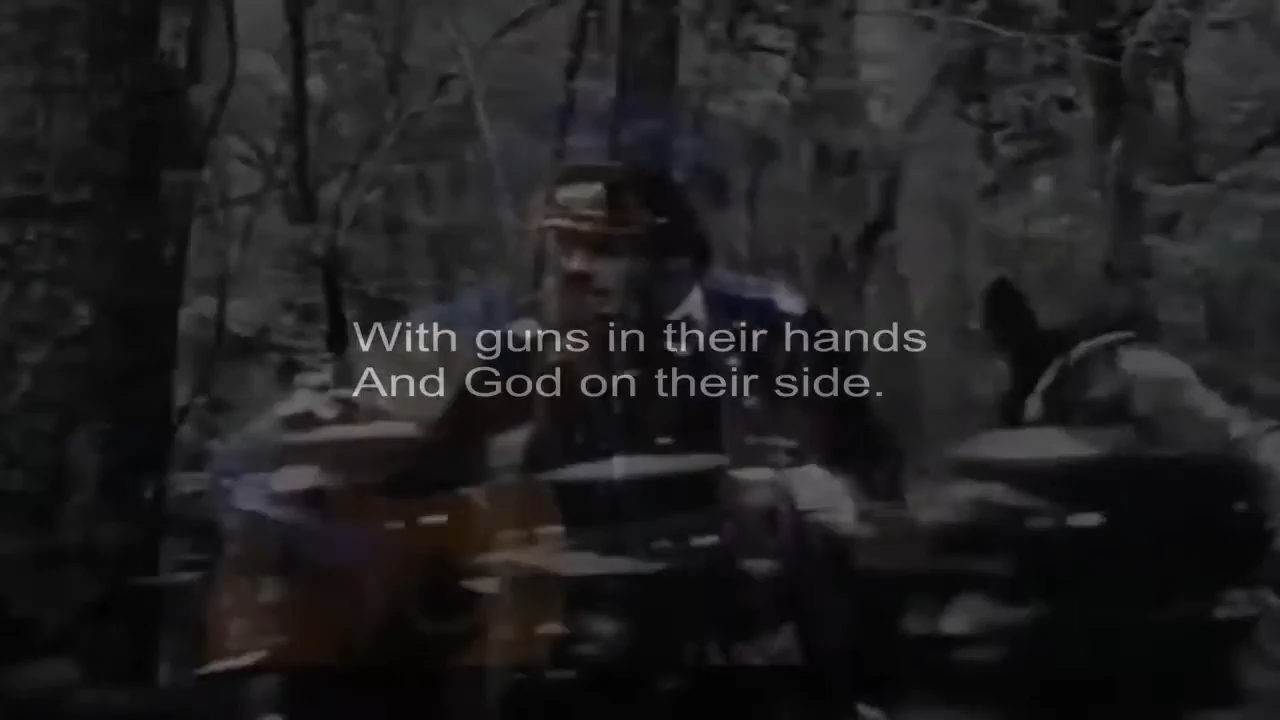 With guns in their hands
And God on their side.